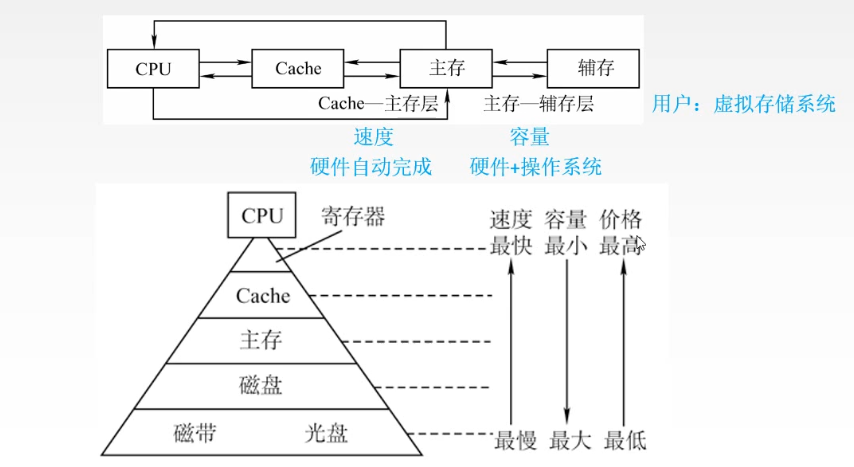 CPU
Cache
主存
辅存
Cache—主存层
主存—辅存层
用户：虚拟存储系统
速度
容量
硬件自动完成
硬件+操作系统
CPU
寄存器
速度 容量 价格
最快 最小 最高
Cache
主存
磁盘
磁带
光盘
最慢 最大 最低